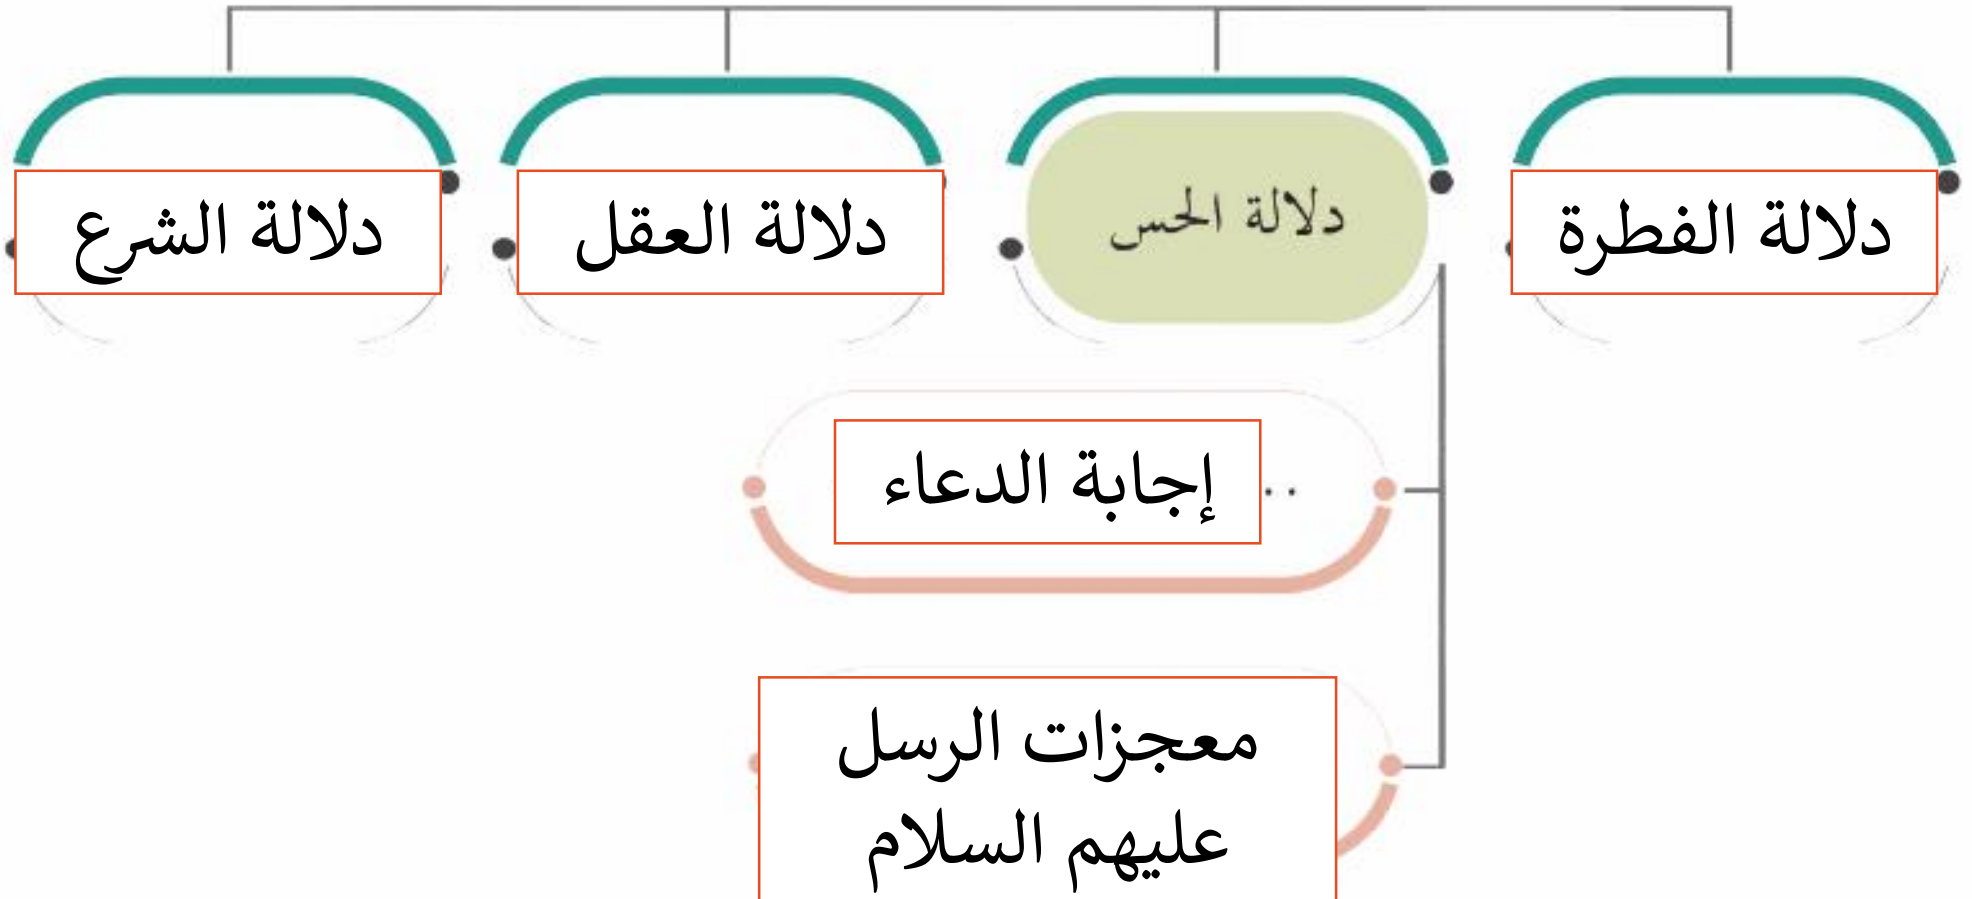 دلالة الفطرة
دلالة الحس
دلالة العقل
دلالة الشرع
إجابة الدعاء ..
معجزات الرسل
عليهم السلام